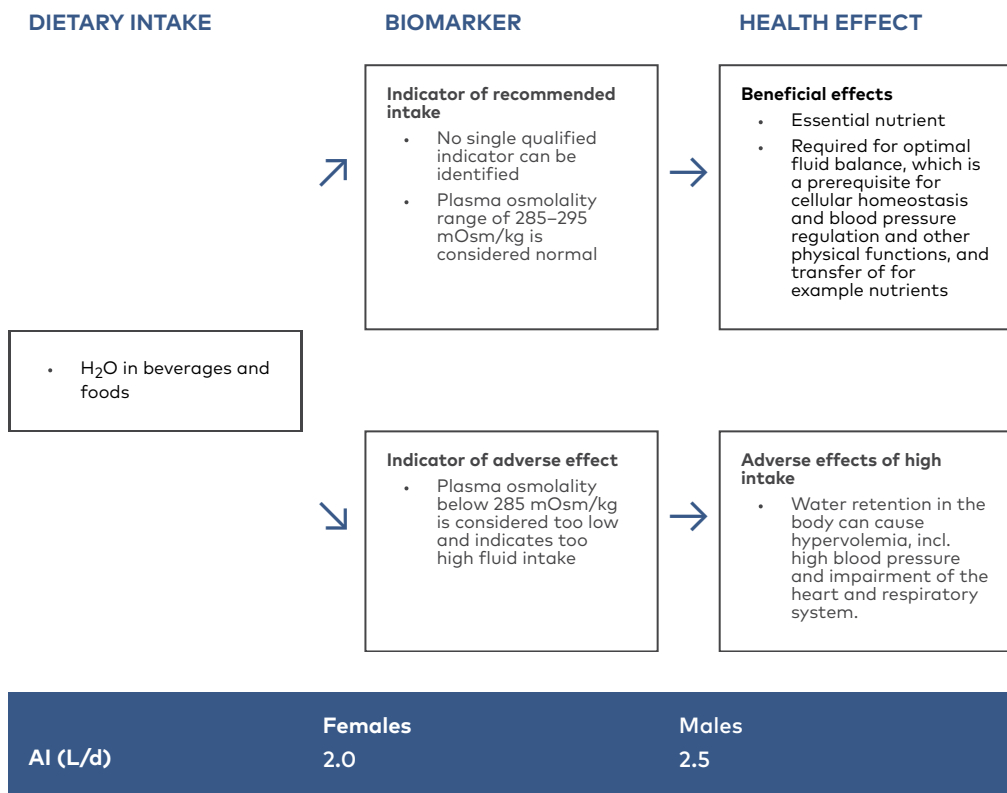 DIETARY INTAKE
BIOMARKER
HEALTH EFFECT
• H₂O in beverages and
foods
Indicator of recommended
intake
• No single qualified
indicator can be
identified
• Plasma osmolality
range of 285–295
mOsm/kg is
considered normal
Beneficial effects
• Essential nutrient
• Required for optimal
fluid balance, which is
a prerequisite for
cellular homeostasis
and blood pressure
regulation and other
physical functions, and
transfer of for
example nutrients
Indicator of adverse effect
• Plasma osmolality
below 285 mOsm/kg
is considered too low
and indicates too
high fluid intake
Adverse effects of high
intake
• Water retention in the
body can cause
hypervolemia, incl.
high blood pressure
and impairment of the
heart and respiratory
system.
Females
Males
AI (L/d)
2.0
2.5